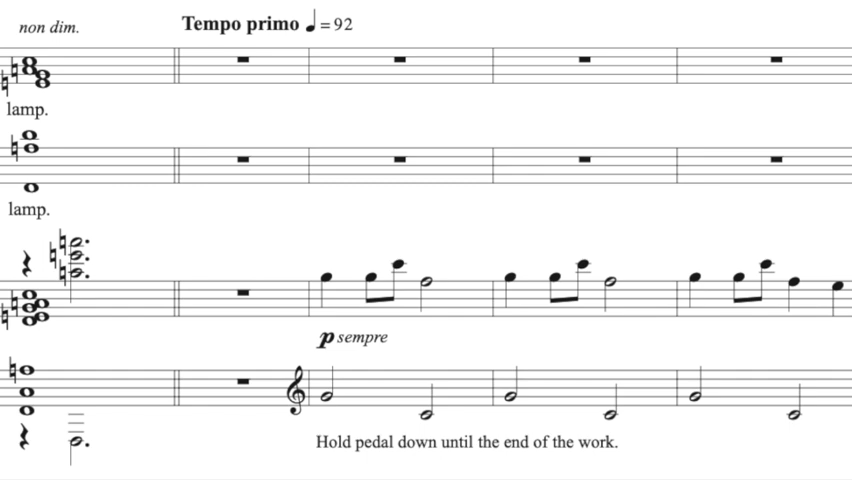 non dim.
Tempo primo ♩ = 92
lamp.
lamp.
p sempre
Hold pedal down until the end of the work.